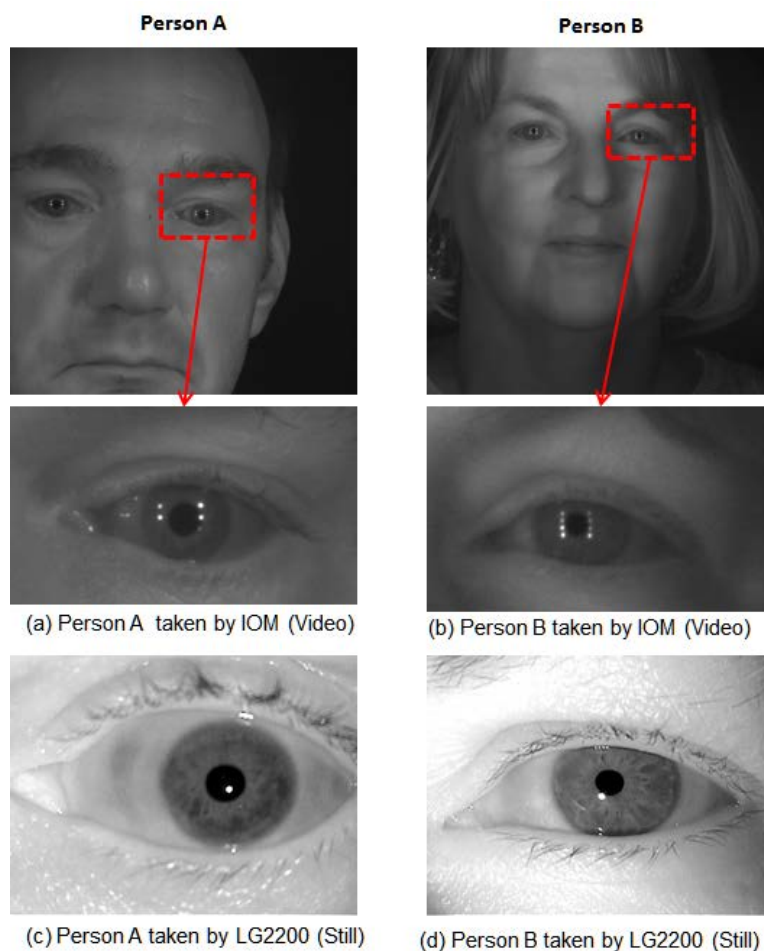 Person A
Person B
(a) Person A taken by IOM (Video)
(b) Person B taken by IOM (Video)
(c) Person A taken by LG2200 (Still)
(d) Person B taken by LG2200 (Still)